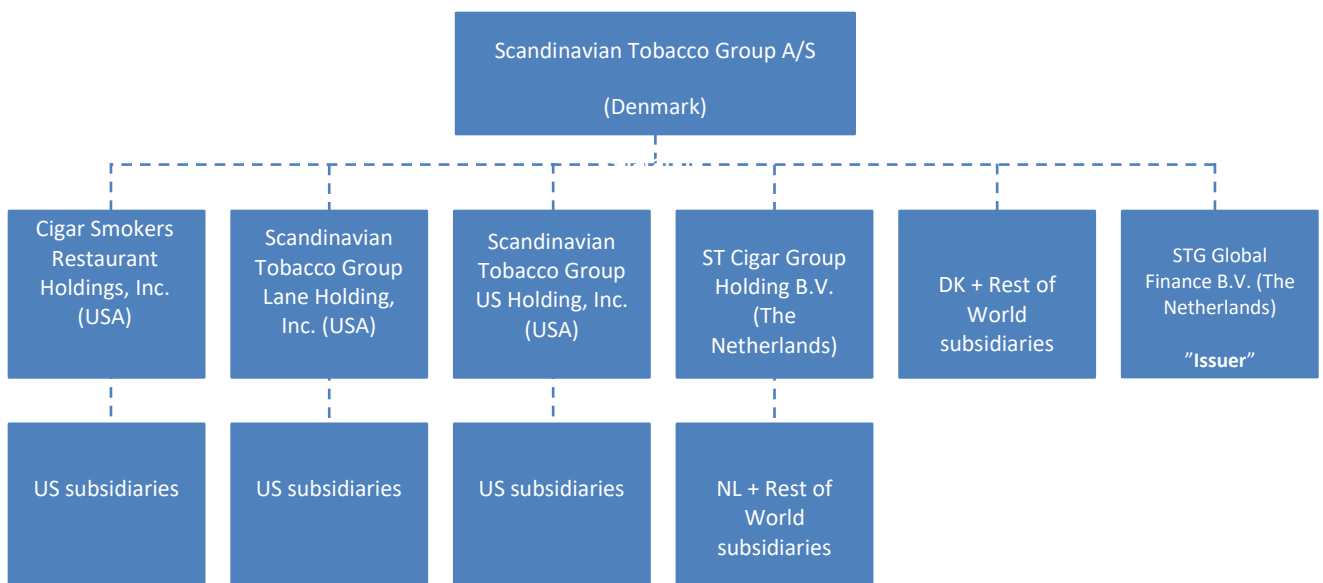 Scandinavian Tobacco Group A/S
(Denmark)
Cigar Smokers
Restaurant
Holdings, Inc.
(USA)
Scandinavian
Tobacco Group
Lane Holding,
Inc. (USA)
Scandinavian
Tobacco Group
US Holding, Inc.
(USA)
ST Cigar Group
Holding B.V.
(The
Netherlands)
DK + Rest of
World
subsidiaries
STG Global
Finance B.V. (The
Netherlands)
”Issuer”
US subsidiaries
US subsidiaries
US subsidiaries
NL + Rest of
World
subsidiaries